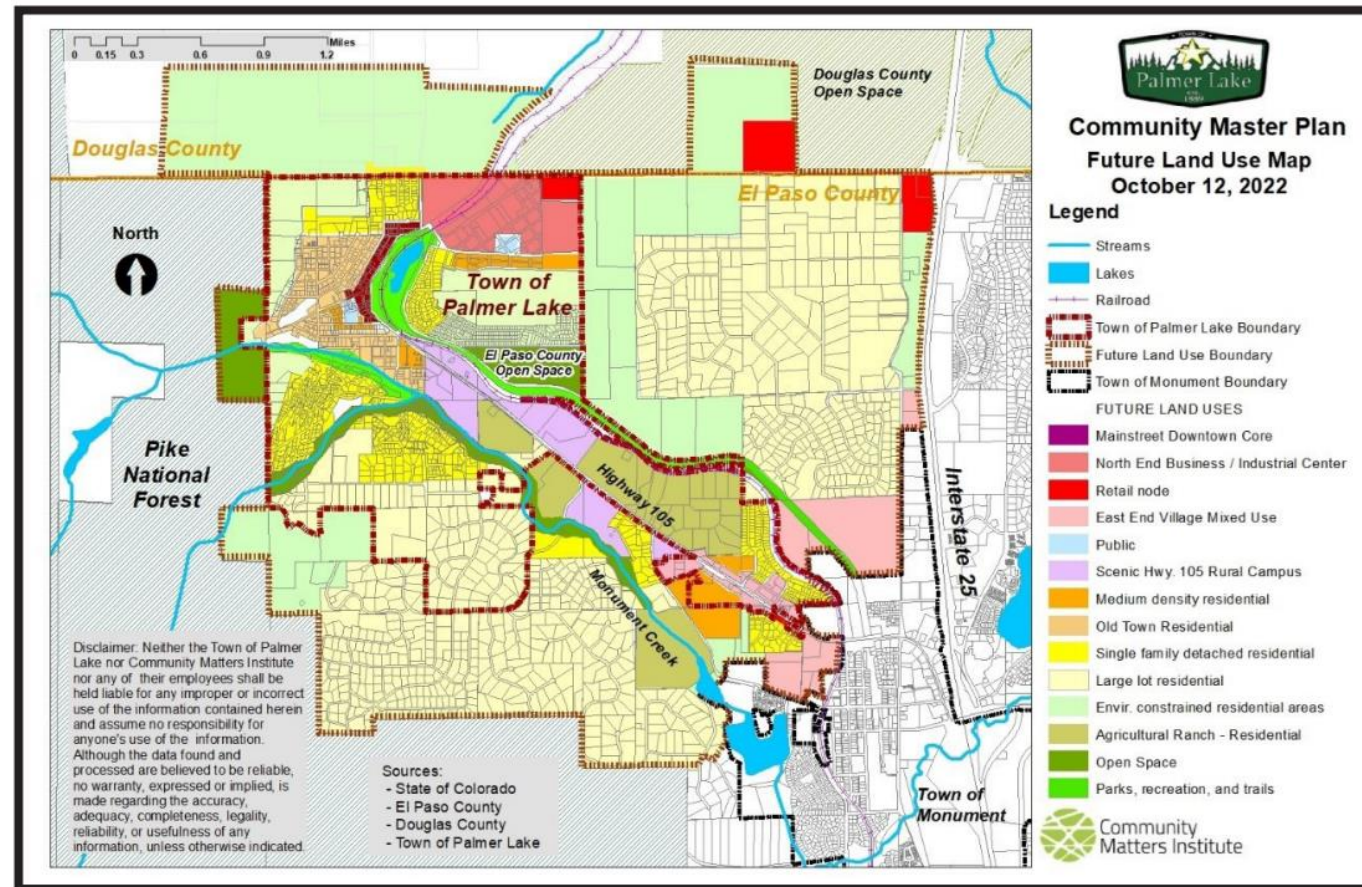 Miles
0 0.15 0.3 0.6 0.9 1.2
Douglas County
Open Space
Douglas County
El Paso County
North
Town of
Palmer Lake
El Paso County
Open Space
Pike
National
Forest
Highway 105
Interstate 25
Monument Creek
Disclaimer: Neither the Town of Palmer
Lake nor Community Matters Institute
nor any of their employees shall be
held liable for any improper or incorrect
use of the information contained herein
and assume no responsibility for
anyone's use of the information.
Although the data found and
processed are believed to be reliable,
no warranty, expressed or implied, is
made regarding the accuracy,
adequacy, completeness, legality,
reliability, or usefulness of any
information, unless otherwise indicated.
Sources:
- State of Colorado
- El Paso County
- Douglas County
- Town of Palmer Lake
Town of
Monument
TOWN OF
Palmer Lake
EST.
1889
Community Master Plan
Future Land Use Map
October 12, 2022
Legend
Streams
Lakes
Railroad
Town of Palmer Lake Boundary
Future Land Use Boundary
Town of Monument Boundary
FUTURE LAND USES
Mainstreet Downtown Core
North End Business / Industrial Center
Retail node
East End Village Mixed Use
Public
Scenic Hwy. 105 Rural Campus
Medium density residential
Old Town Residential
Single family detached residential
Large lot residential
Envir. constrained residential areas
Agricultural Ranch - Residential
Open Space
Parks, recreation, and trails
Community
Matters Institute